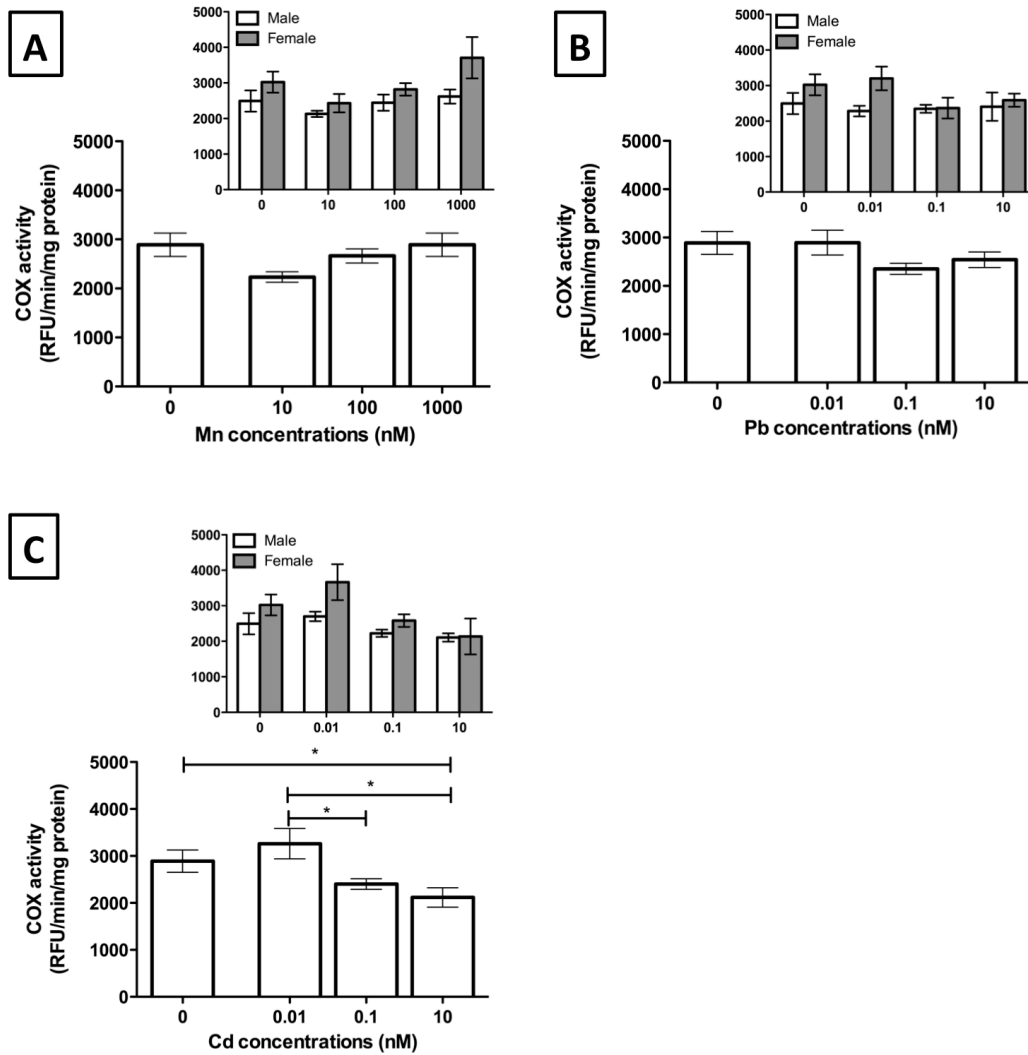 A
Male
Female
5000
4000
3000
2000
1000
0
0 10 100 1000
COX activity
(RFU/min/mg protein)
5000
4000
3000
2000
1000
0
0 10 100 1000
Mn concentrations (nM)
B
Male
Female
5000
4000
3000
2000
1000
0
0 0.01 0.1 10
COX activity
(RFU/min/mg protein)
5000
4000
3000
2000
1000
0
0 0.01 0.1 10
Pb concentrations (nM)
C
Male
Female
5000
4000
3000
2000
1000
0
0 0.01 0.1 10
COX activity
(RFU/min/mg protein)
5000
4000
3000
2000
1000
0
*
*
*
0 0.01 0.1 10
Cd concentrations (nM)